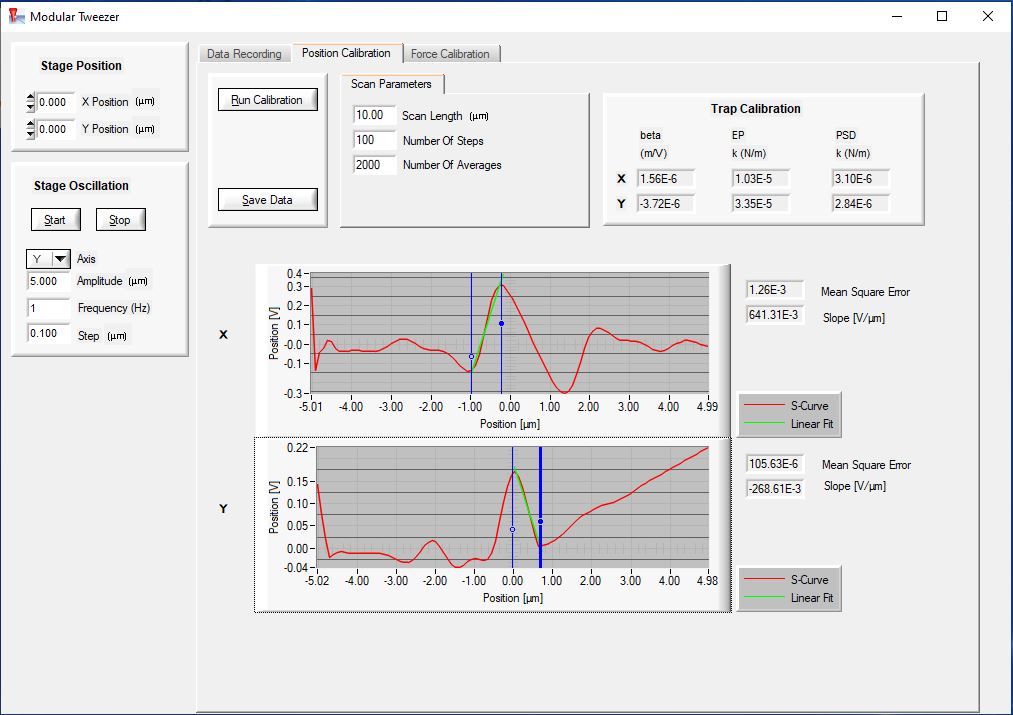 Modular Tweezer
Stage Position
0.000 X Position (µm)
0.000 Y Position (µm)
Stage Oscillation
Start Stop
Y Axis
5.000 Amplitude (µm)
1 Frequency (Hz)
0.100 Step (µm)
Data Recording Position Calibration Force Calibration
Run Calibration
Save Data
Scan Parameters
10.00 Scan Length (µm)
100 Number Of Steps
2000 Number Of Averages
Trap Calibration
beta EP PSD
(m/V) k (N/m) k (N/m)
X 1.56E-6 1.03E-5 3.10E-6
Y -3.72E-6 3.35E-5 2.84E-6
X
Position [V]
0.4
0.3
0.2
0.1
-0.0
-0.1
-0.3
-5.01 -4.00 -3.00 -2.00 -1.00 0.00 1.00 2.00 3.00 4.00 4.99
Position [µm]
1.26E-3 Mean Square Error
641.31E-3 Slope [V/µm]
S-Curve
Linear Fit
Y
Position [V]
0.22
0.15
0.10
0.05
0.00
-0.04
-5.02 -4.00 -3.00 -2.00 -1.00 0.00 1.00 2.00 3.00 4.98
Position [µm]
105.63E-6 Mean Square Error
-268.61E-3 Slope [V/µm]
S-Curve
Linear Fit